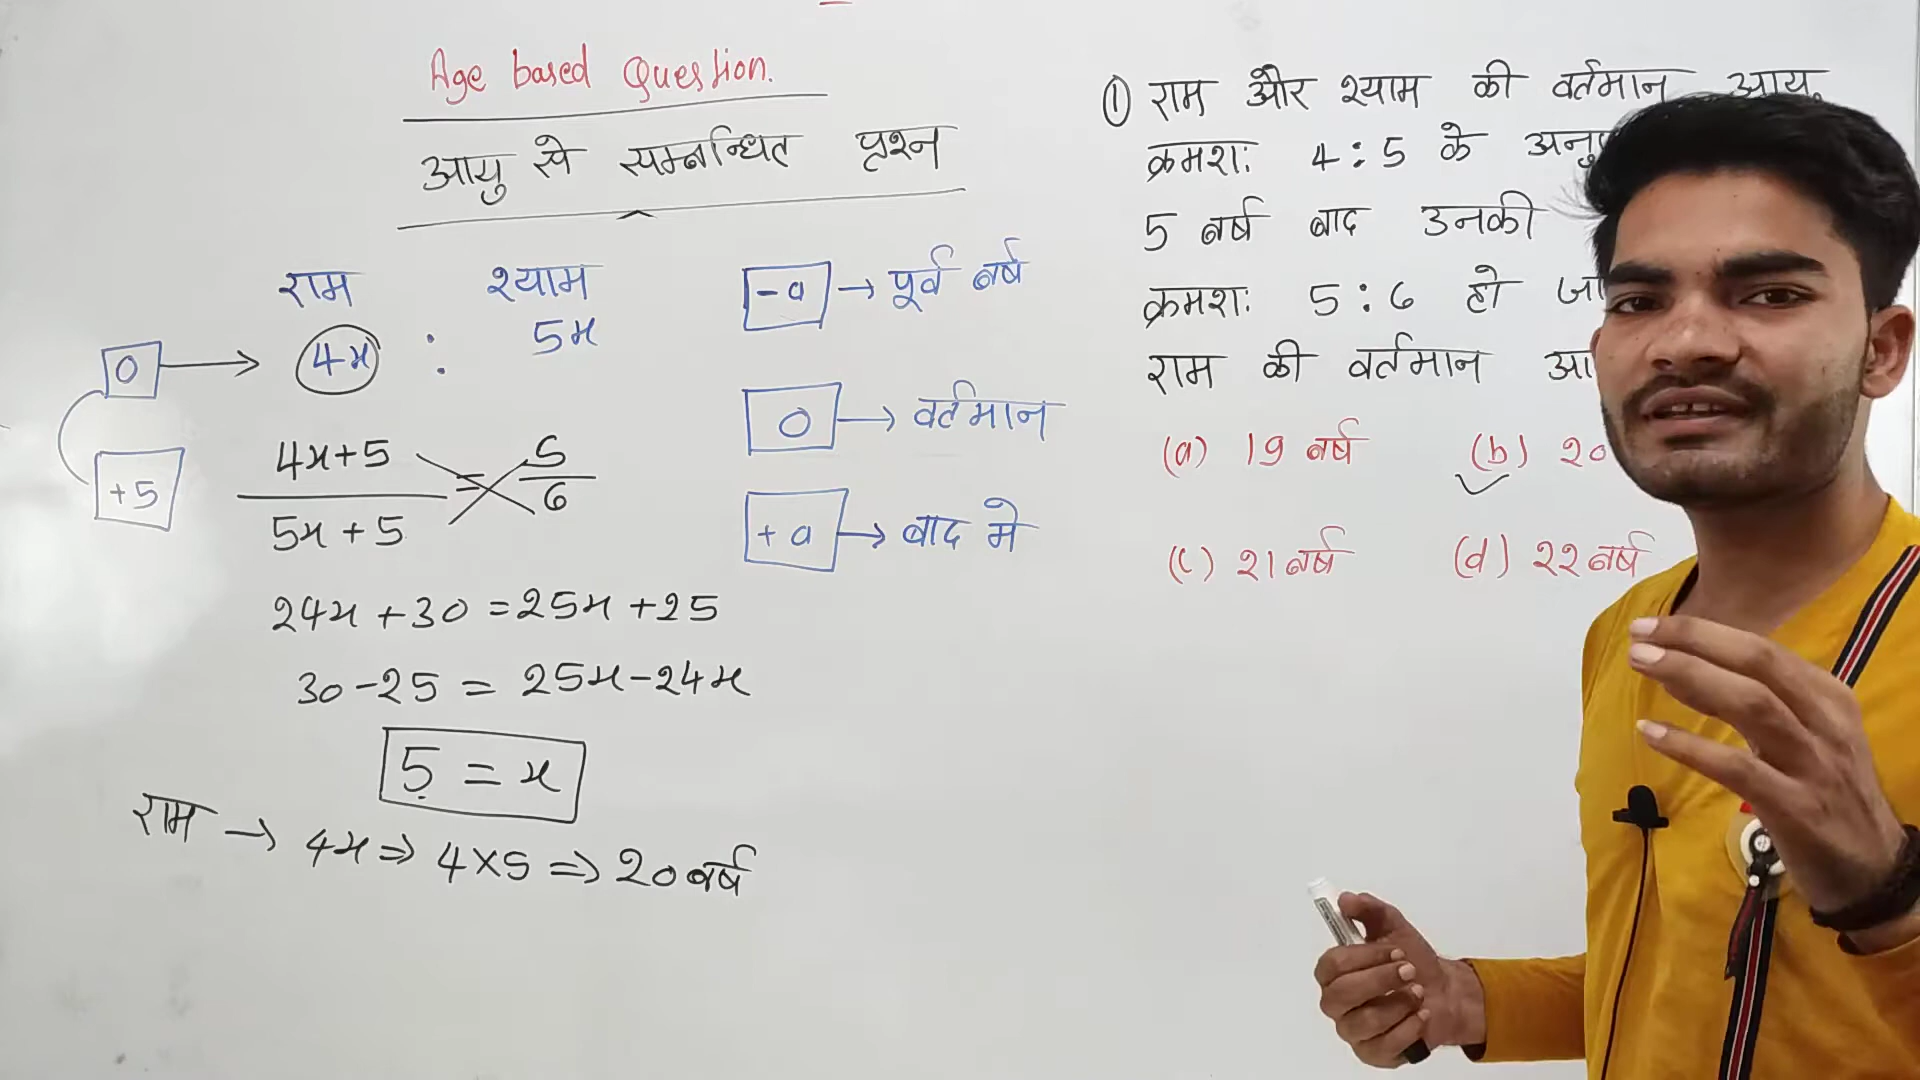 Age based Question.
आयु से सम्बन्धित प्रश्न
राम श्याम
0 → 4x : 5x
+5
4x+5 5
= 
5x+5 6
24x+30=25x+25
30-25 = 25x-24x
5 = x
राम → 4x ⇒ 4×5 ⇒ 20 वर्ष
-a → पूर्व वर्ष
0 → वर्तमान
+a → बाद मे
① राम और श्याम की वर्तमान आयु
क्रमश: 4:5 के
5 वर्ष बाद उनकी
क्रमश: 5:6 हो
राम की वर्तमान
(a) 19 वर्ष (b) 20
(c) 21 वर्ष (d) 22 वर्ष